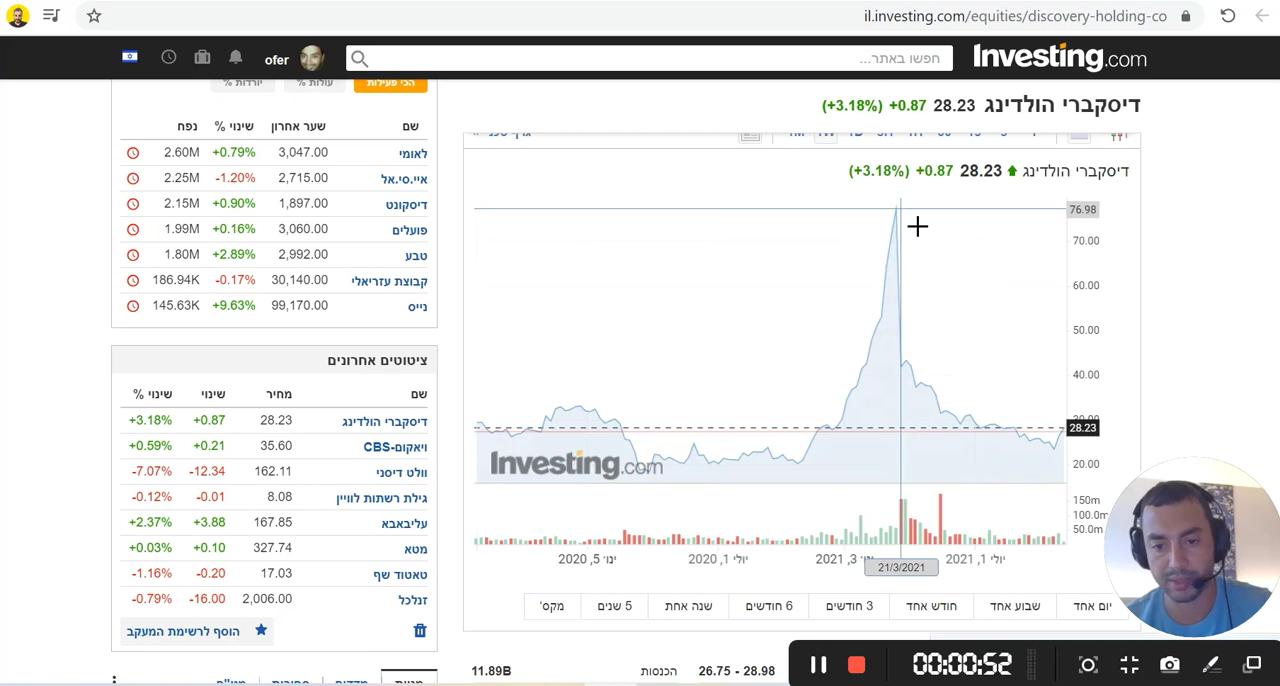 il.investing.com/equities/discovery-holding-co
ofer
חפשו באתר...
Investing.com
הכי פעילות
עולות %
יורדות %
שם שער אחרון שינוי % נפח
לאומי 3,047.00 +0.79% 2.60M
איי.סי.אל 2,715.00 -1.20% 2.25M
דיסקונט 1,897.00 +0.90% 2.15M
פועלים 3,060.00 +0.16% 1.99M
טבע 2,992.00 +2.89% 1.80M
קבוצת עזריאלי 30,140.00 -0.17% 186.94K
נייס 99,170.00 +9.63% 145.63K
ציטוטים אחרונים
שם מחיר שינוי שינוי %
דיסקברי הולדינג 28.23 +0.87 +3.18%
ויאקום-CBS 35.60 +0.21 +0.59%
וולט דיסני 162.11 -12.34 -7.07%
גילת רשתות לוויין 8.08 -0.01 -0.12%
עליבאבא 167.85 +3.88 +2.37%
מטא 327.74 +0.10 +0.03%
טאטוד שף 17.03 -0.20 -1.16%
זנלכל 2,006.00 -16.00 -0.79%
הוסף לרשימת המעקב
דיסקברי הולדינג 28.23 +0.87 (+3.18%)
דיסקברי הולדינג 28.23 +0.87 (+3.18%)
76.98
70.00
60.00
50.00
40.00
30.00
28.23
20.00
Investing.com
150m
100.0m
50.0m
ינו׳ 5, 2020
יולי 1, 2020
ינו׳ 3, 2021
21/3/2021
יולי 1, 2021
יום אחד
שבוע אחד
חודש אחד
3 חודשים
6 חודשים
שנה אחת
5 שנים
מקס'
26.75 - 28.98
הכנסות
11.89B
00:00:52